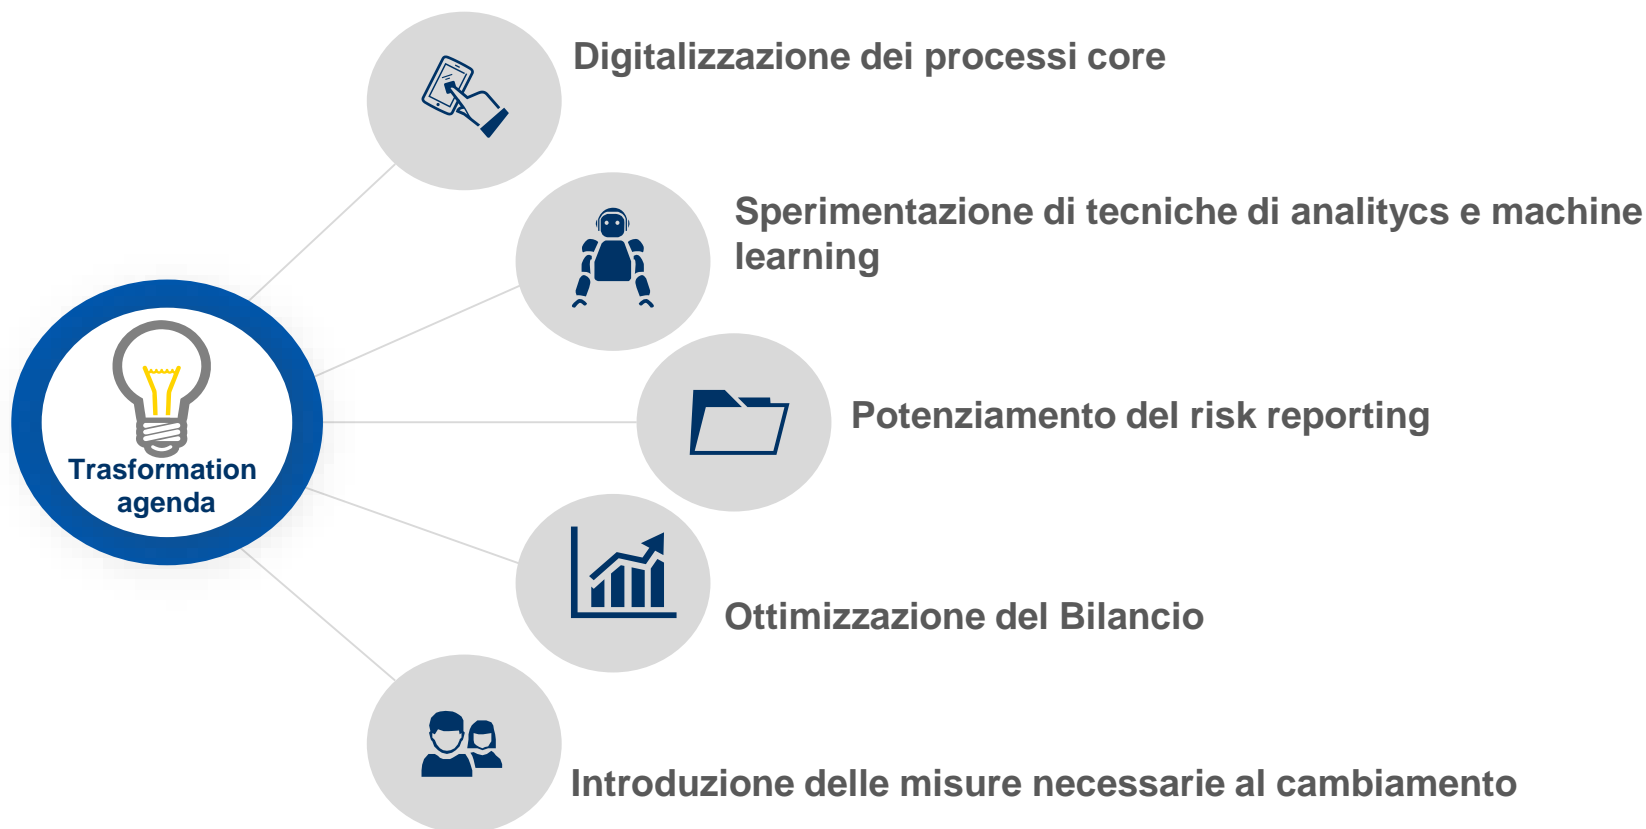 Digitalizzazione dei processi core
Sperimentazione di tecniche di analitycs e machine
learning
Potenziamento del risk reporting
Trasformation
agenda
Ottimizzazione del Bilancio
Introduzione delle misure necessarie al cambiamento